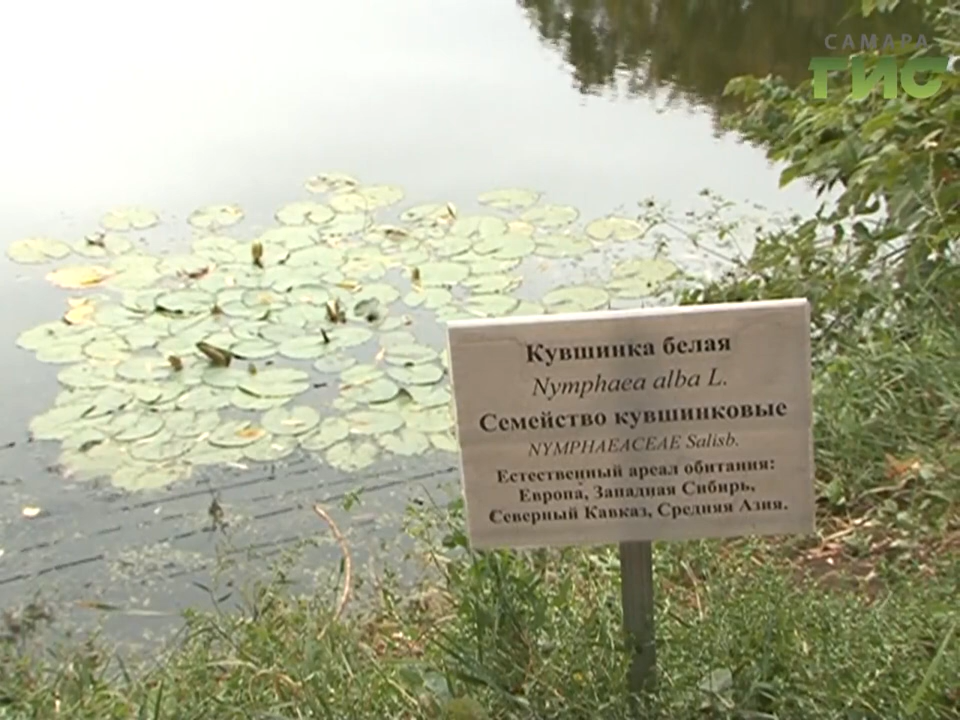 САМАРА
ГИС
Кувшинка белая
Nymphaea alba L.
Семейство кувшинковые
NYMPHAEACEAE Salisb.
Естественный ареал обитания:
Европа, Западная Сибирь,
Северный Кавказ, Средняя Азия.